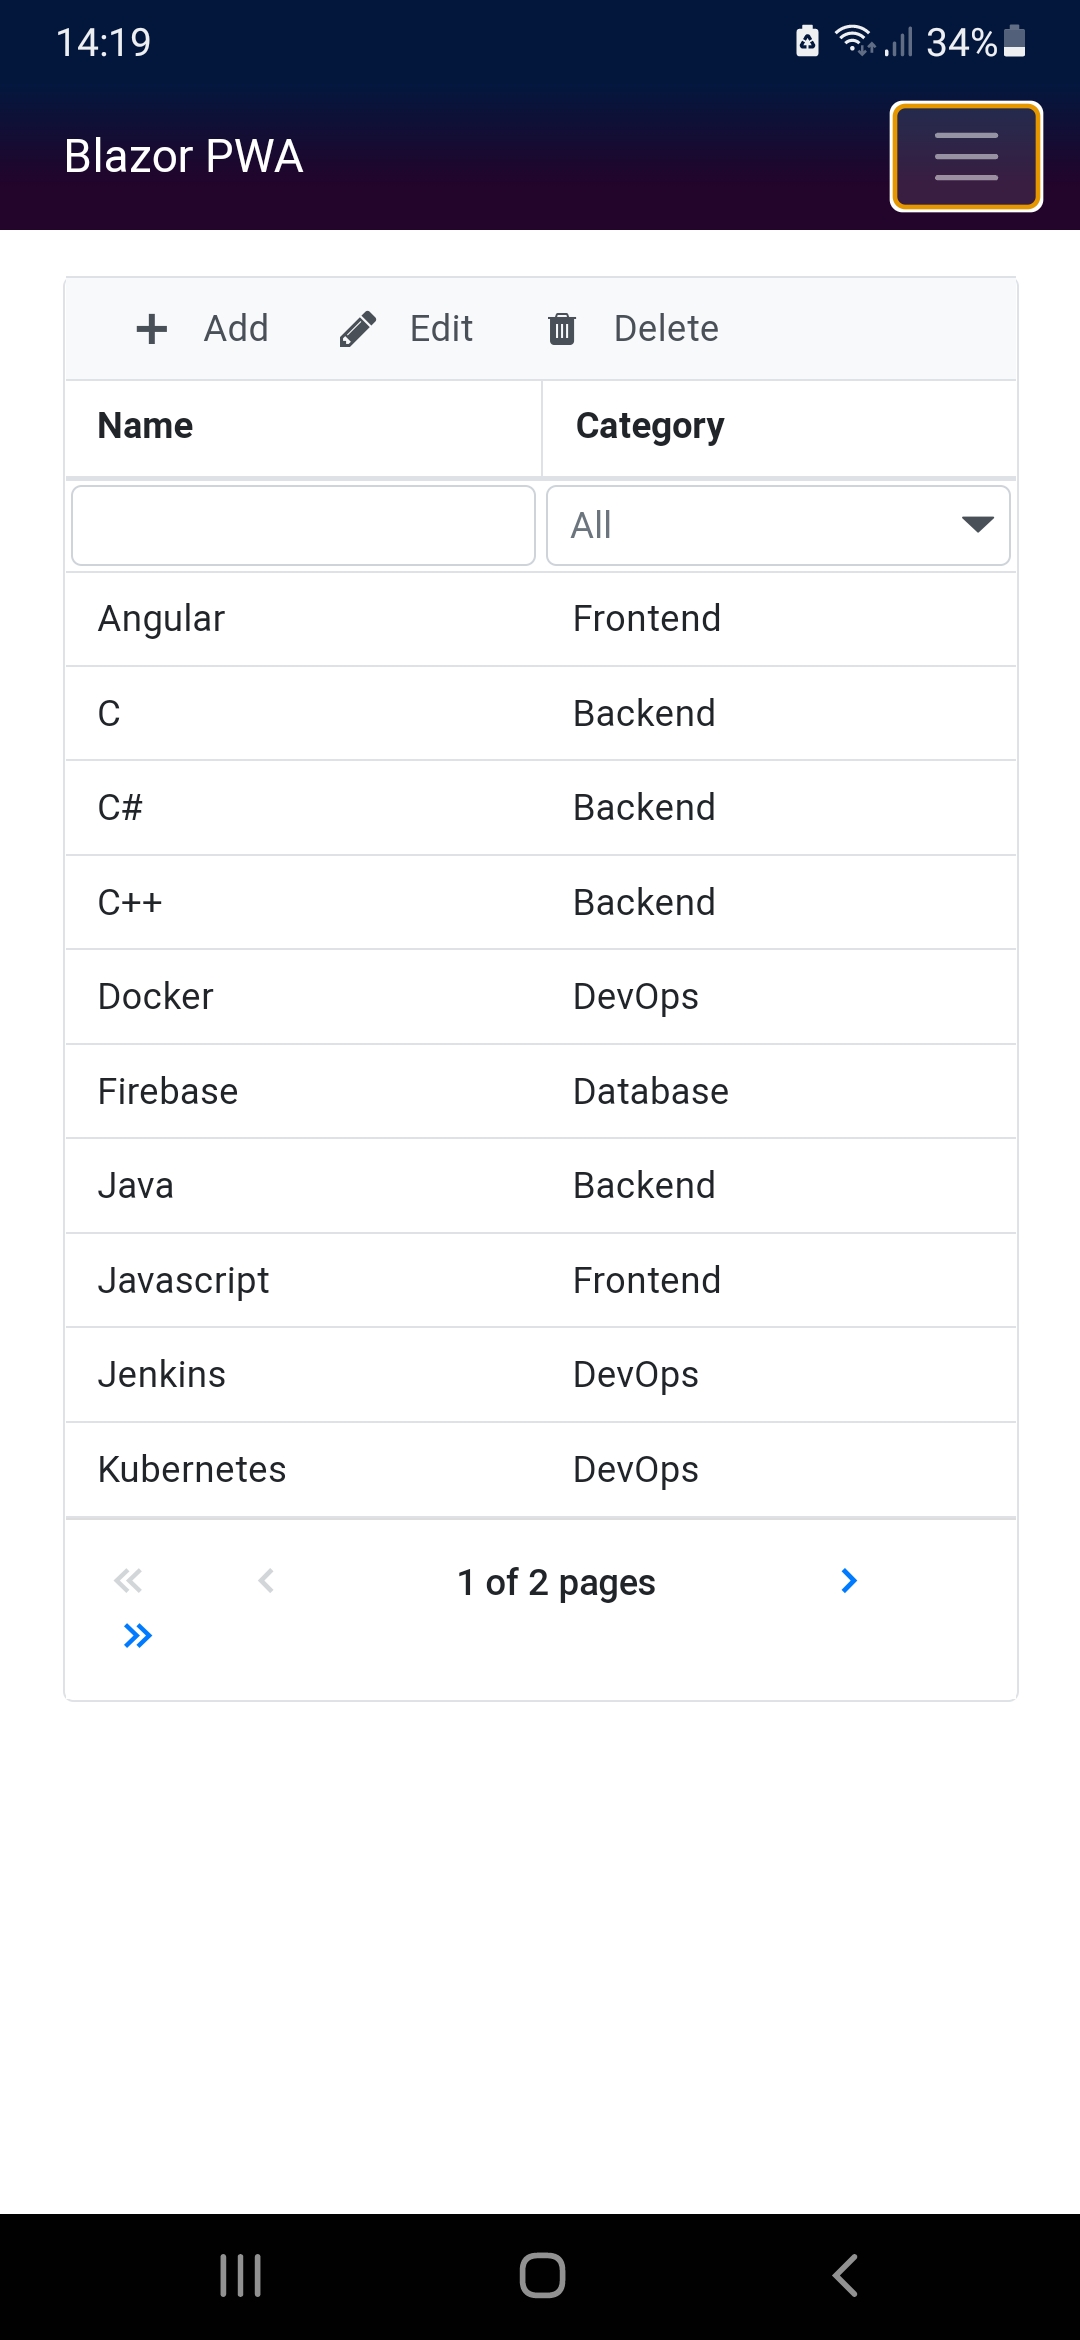 14:19 34%
Blazor PWA
Add Edit Delete
Name Category
All
Angular Frontend
C Backend
C# Backend
C++ Backend
Docker DevOps
Firebase Database
Java Backend
Javascript Frontend
Jenkins DevOps
Kubernetes DevOps
1 of 2 pages